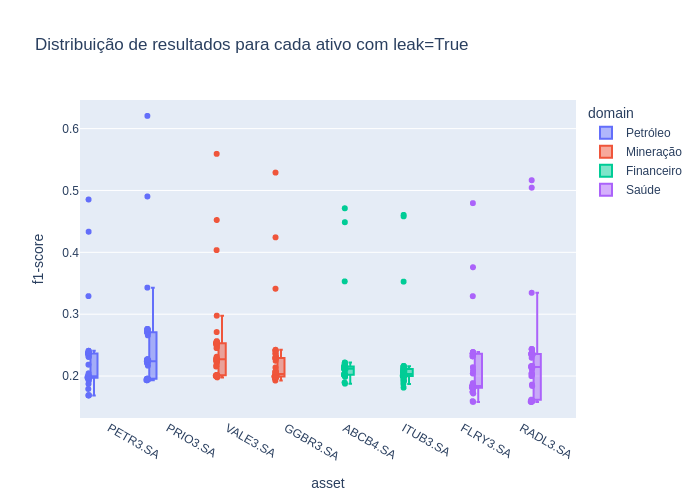 Distribuição de resultados para cada ativo com leak=True
domain
Petróleo
Mineração
Financeiro
Saúde
f1-score
0.6
0.5
0.4
0.3
0.2
PETR3.SA
PRIO3.SA
VALE3.SA
GGBR3.SA
ABCB4.SA
ITUB3.SA
FLRY3.SA
RADL3.SA
asset